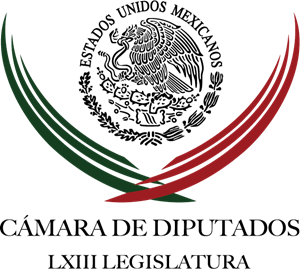 ESTADOS UNIDOS MEXICANOS
CÁMARA DE DIPUTADOS
LXIII LEGISLATURA